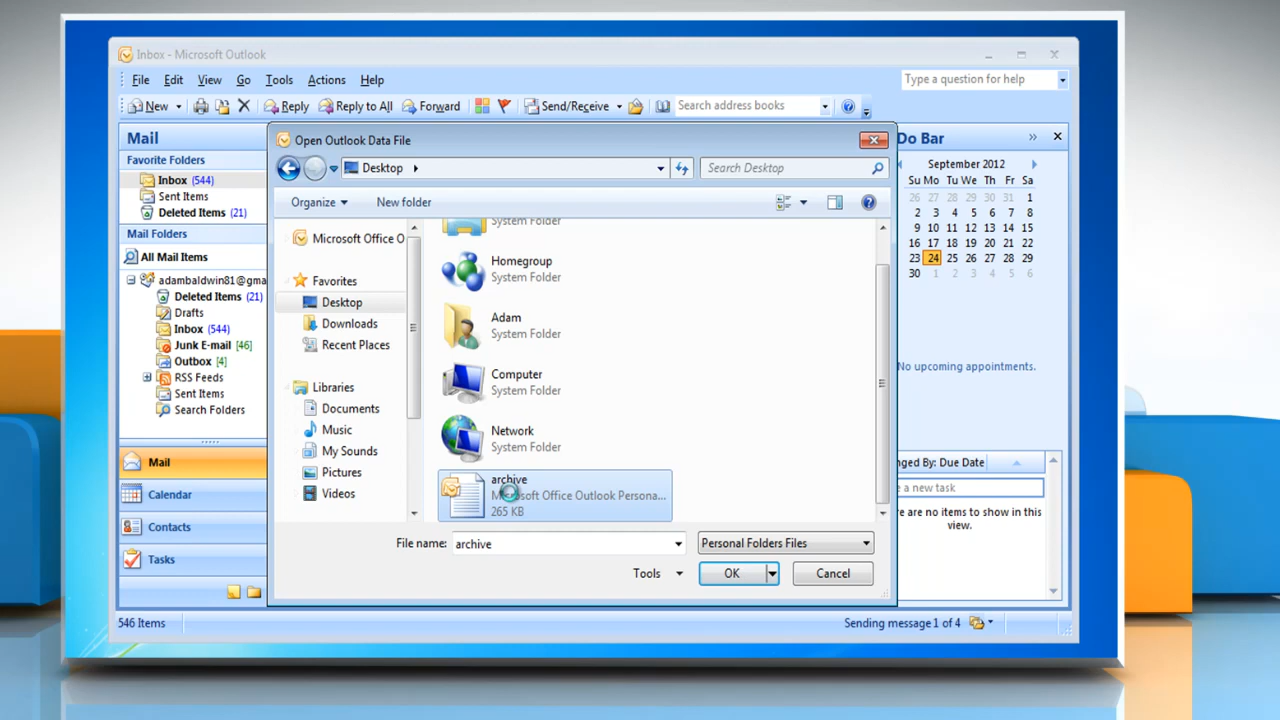 Inbox - Microsoft Outlook
File Edit View Go Tools Actions Help
Type a question for help
New Reply Reply to All Forward Send/Receive Search address books
Mail
Favorite Folders
Inbox (544)
Sent Items
Deleted Items (21)
Mail Folders
All Mail Items
adambaldwin81@gma
Deleted Items (21)
Drafts
Inbox (544)
Junk E-mail [46]
Outbox [4]
RSS Feeds
Sent Items
Search Folders
Mail
Calendar
Contacts
Tasks
546 Items
Open Outlook Data File
Desktop
Search Desktop
Organize New folder
Microsoft Office O
Favorites
Desktop
Downloads
Recent Places
Libraries
Documents
Music
My Sounds
Pictures
Videos
System Folder
Homegroup
System Folder
Adam
System Folder
Computer
System Folder
Network
System Folder
archive
Microsoft Office Outlook Persona...
265 KB
File name: archive Personal Folders Files
Tools OK Cancel
Do Bar
September 2012
Su Mo Tu We Th Fr Sa
26 27 28 29 30 31 1
2 3 4 5 6 7 8
9 10 11 12 13 14 15
16 17 18 19 20 21 22
23 24 25 26 27 28 29
30 1 2 3 4 5 6
No upcoming appointments.
nged By: Due Date
e a new task
ere are no items to show in this
view.
Sending message 1 of 4